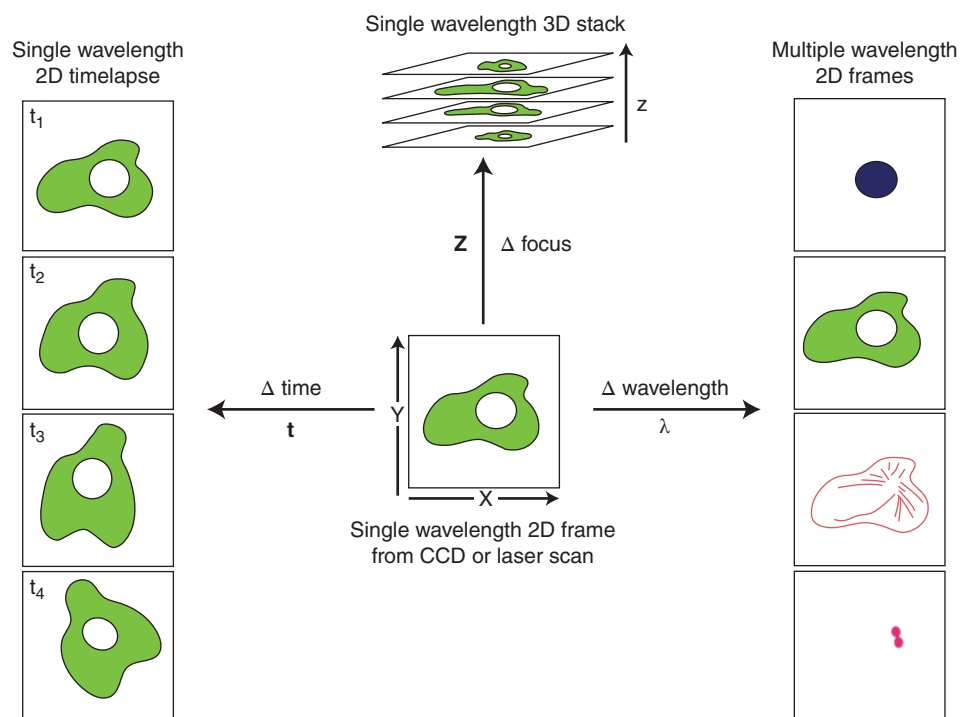 Single wavelength 3D stack
Z
Single wavelength
2D timelapse
t1
t2
t3
t4
Multiple wavelength
2D frames
Z Δ focus
Δ time
t
Δ wavelength
λ
Y
X
Single wavelength 2D frame
from CCD or laser scan